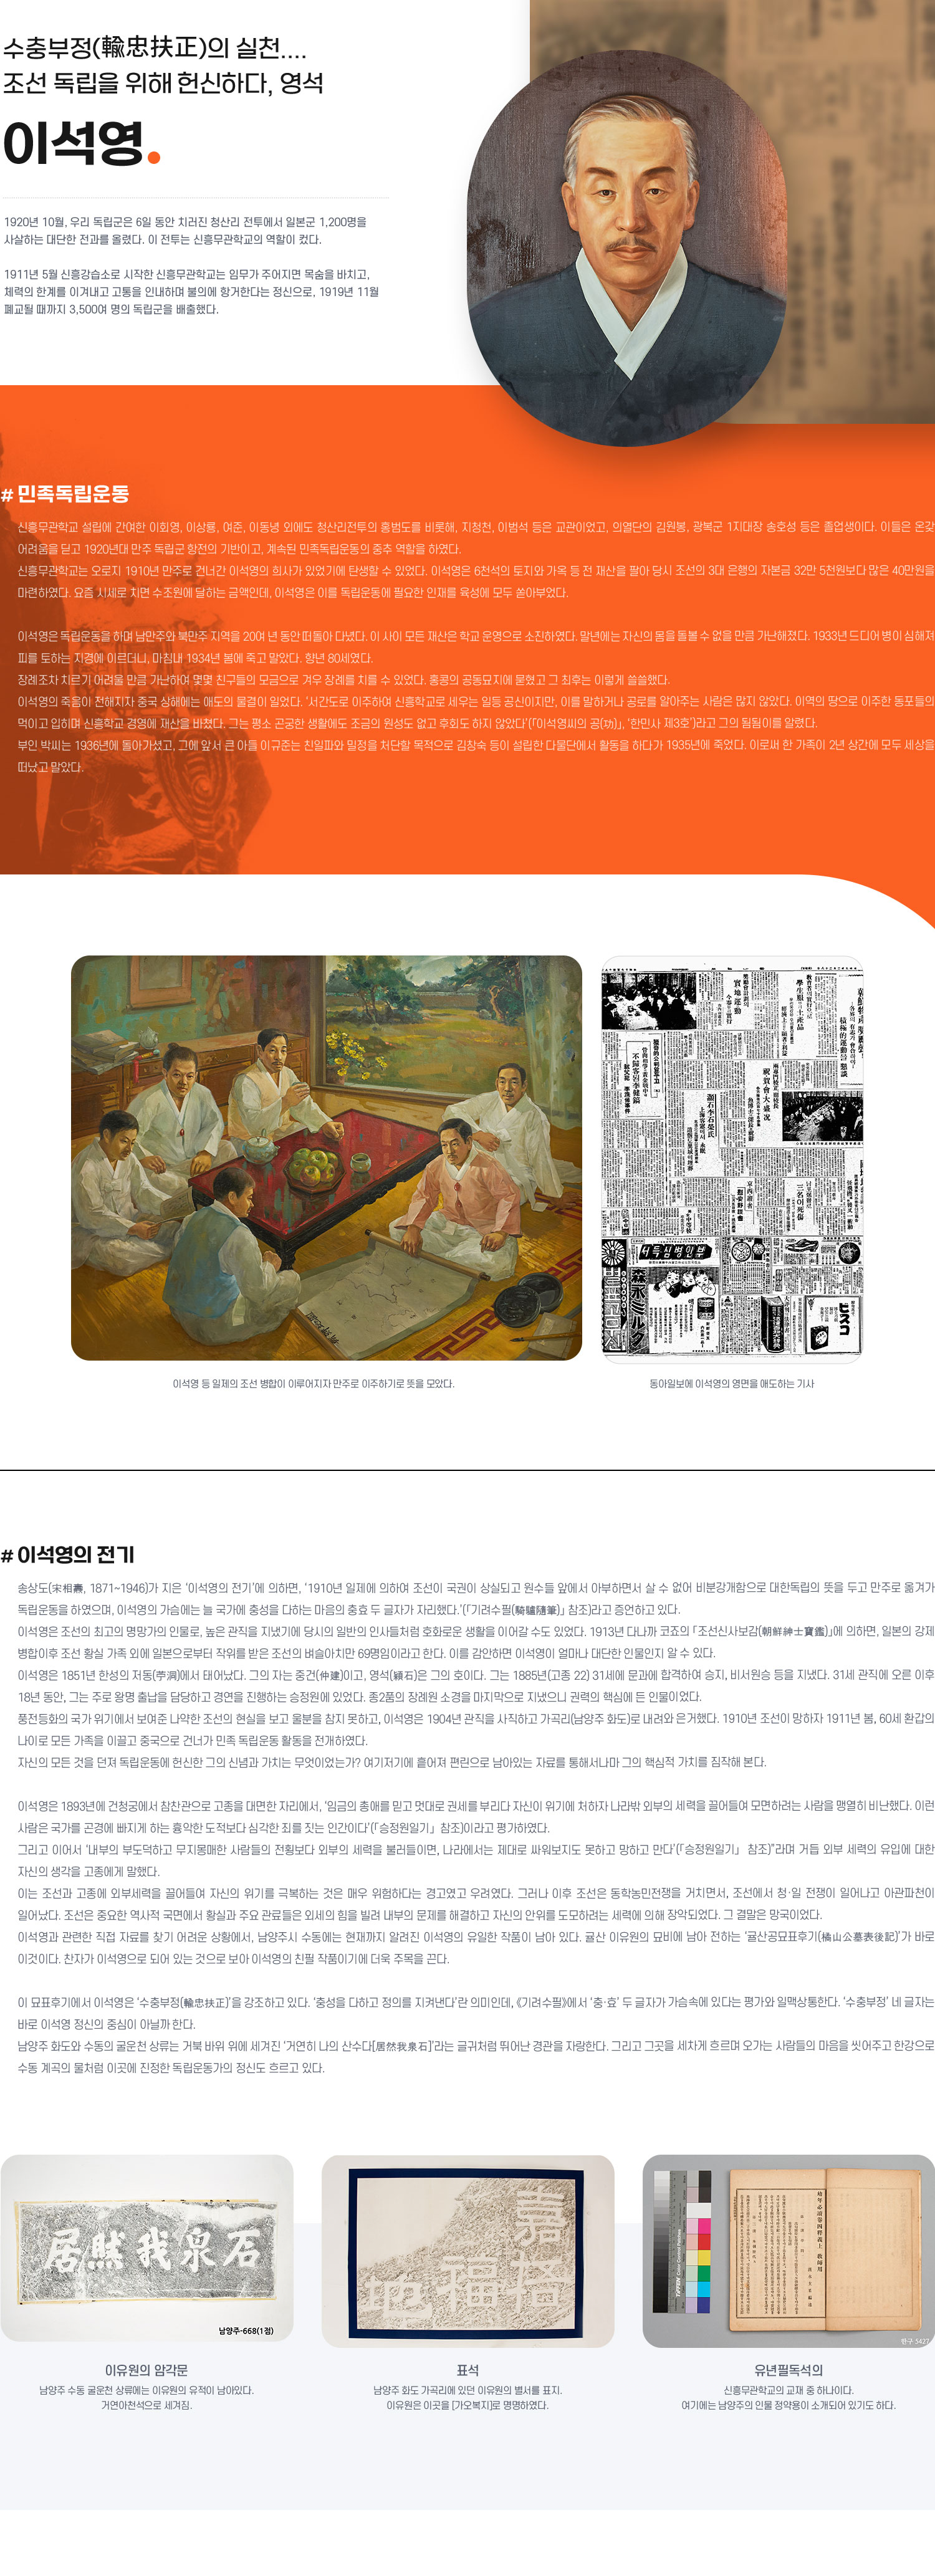 수충부정(輸忠扶正)의 실천....
조선 독립을 위해 헌신하다, 영석
이석영.
1920년 10월, 우리 독립군은 6일 동안 치러진 청산리 전투에서 일본군 1,200명을
사살하는 대단한 전과를 올렸다. 이 전투는 신흥무관학교의 역할이 컸다.
1911년 5월 신흥강습소로 시작한 신흥무관학교는 임무가 주어지면 목숨을 바치고,
체력의 한계를 이겨내고 고통을 인내하며 불의에 항거한다는 정신으로, 1919년 11월
폐교될 때까지 3,500여 명의 독립군을 배출했다.
# 민족독립운동
신흥무관학교 설립에 간여한 이회영, 이상룡, 여준, 이동녕 외에도 청산리전투의 홍범도를 비롯해, 지청천, 이범석 등은 교관이었고, 의열단의 김원봉, 광복군 1지대장 송호성 등은 졸업생이다. 이들은 온갖
어려움을 딛고 1920년대 만주 독립군 항전의 기반이고, 계속된 민족독립운동의 중추 역할을 하였다.
신흥무관학교는 오로지 1910년 만주로 건너간 이석영의 희사가 있었기에 탄생할 수 있었다. 이석영은 6천석의 토지와 가옥 등 전 재산을 팔아 당시 조선의 3대 은행의 자본금 32만 5천원보다 많은 40만원을
마련하였다. 요즘 시세로 치면 수조원에 달하는 금액인데, 이석영은 이를 독립운동에 필요한 인재를 육성에 모두 쏟아부었다.
이석영은 독립운동을 하며 남만주와 북만주 지역을 20여 년 동안 떠돌아 다녔다. 이 사이 모든 재산은 학교 운영으로 소진하였다. 말년에는 자신의 몸을 돌볼 수 없을 만큼 가난해졌다. 1933년 드디어 병이 심해져
피를 토하는 지경에 이르더니, 마침내 1934년 봄에 죽고 말았다. 향년 80세였다.
장례조차 치르기 어려울 만큼 가난하여 몇몇 친구들의 모금으로 겨우 장례를 치를 수 있었다. 홍콩의 공동묘지에 묻혔고 그 최후는 이렇게 쓸쓸했다.
이석영의 죽음이 전해지자 중국 상해에는 애도의 물결이 일었다. '서간도로 이주하여 신흥학교로 세우는 일등 공신이지만, 이를 말하거나 공로를 알아주는 사람은 많지 않았다. 이역의 땅으로 이주한 동포들의
먹이고 입히며 신흥학교 경영에 재산을 바쳤다. 그는 평소 곤궁한 생활에도 조금의 원성도 없고 후회도 하지 않았다'(「이석영씨의 공(功)」, '한민사 제3호')라고 그의 됨됨이를 알렸다.
부인 박씨는 1936년에 돌아가셨고, 그에 앞서 큰 아들 이규준는 친일파와 밀정을 처단할 목적으로 김창숙 등이 설립한 다물단에서 활동을 하다가 1935년에 죽었다. 이로써 한 가족이 2년 상간에 모두 세상을
떠났고 말았다.
이석영 등 일제의 조선 병합이 이루어지자 만주로 이주하기로 뜻을 모았다.
동아일보에 이석영의 영면을 애도하는 기사
# 이석영의 전기
송상도(宋相燾, 1871~1946)가 지은 '이석영의 전기'에 의하면, '1910년 일제에 의하여 조선이 국권이 상실되고 원수들 앞에서 아부하면서 살 수 없어 비분강개함으로 대한독립의 뜻을 두고 만주로 옮겨가
독립운동을 하였으며, 이석영의 가슴에는 늘 국가에 충성을 다하는 마음의 충효 두 글자가 자리했다.'(「기려수필(騎驢隨筆)」 참조)라고 증언하고 있다.
이석영은 조선의 최고의 명망가의 인물로, 높은 관직을 지냈기에 당시의 일반의 인사들처럼 호화로운 생활을 이어갈 수도 있었다. 1913년 다나까 코죠의 「조선신사보감(朝鮮紳士寶鑑)」에 의하면, 일본의 강제
병합이후 조선 황실 가족 외에 일본으로부터 작위를 받은 조선의 벼슬아치만 69명임이라고 한다. 이를 감안하면 이석영이 얼마나 대단한 인물인지 알 수 있다.
이석영은 1851년 한성의 저동(苧洞)에서 태어났다. 그의 자는 중건(仲建)이고, 영석(潁石)은 그의 호이다. 그는 1885년(고종 22) 31세에 문과에 합격하여 승지, 비서원승 등을 지냈다. 31세 관직에 오른 이후
18년 동안, 그는 주로 왕명 출납을 담당하고 경연을 진행하는 승정원에 있었다. 종2품의 장례원 소경을 마지막으로 지냈으니 권력의 핵심에 든 인물이었다.
풍전등화의 국가 위기에서 보여준 나약한 조선의 현실을 보고 울분을 참지 못하고, 이석영은 1904년 관직을 사직하고 가곡리(남양주 화도)로 내려와 은거했다. 1910년 조선이 망하자 1911년 봄, 60세 환갑의
나이로 모든 가족을 이끌고 중국으로 건너가 민족 독립운동 활동을 전개하였다.
자신의 모든 것을 던져 독립운동에 헌신한 그의 신념과 가치는 무엇이었는가? 여기저기에 흩어져 편린으로 남아있는 자료를 통해서나마 그의 핵심적 가치를 짐작해 본다.
이석영은 1893년에 건청궁에서 참찬관으로 고종을 대면한 자리에서, '임금의 총애를 믿고 멋대로 권세를 부리다 자신이 위기에 처하자 나라밖 외부의 세력을 끌어들여 모면하려는 사람을 맹열히 비난했다. 이런
사람은 국가를 곤경에 빠지게 하는 흉악한 도적보다 심각한 죄를 짓는 인간이다'(「승정원일기」 참조)이라고 평가하였다.
그리고 이어서 '내부의 부도덕하고 무지몽매한 사람들의 전횡보다 외부의 세력을 불러들이면, 나라에서는 제대로 싸워보지도 못하고 망하고 만다'(「승정원일기」 참조)"라며 거듭 외부 세력의 유입에 대한
자신의 생각을 고종에게 말했다.
이는 조선과 고종에 외부세력을 끌어들여 자신의 위기를 극복하는 것은 매우 위험하다는 경고였고 우려였다. 그러나 이후 조선은 동학농민전쟁을 거치면서, 조선에서 청·일 전쟁이 일어나고 아관파천이
일어났다. 조선은 중요한 역사적 국면에서 황실과 주요 관료들은 외세의 힘을 빌려 내부의 문제를 해결하고 자신의 안위를 도모하려는 세력에 의해 장악되었다. 그 결말은 망국이었다.
이석영과 관련한 직접 자료를 찾기 어려운 상황에서, 남양주시 수동에는 현재까지 알려진 이석영의 유일한 작품이 남아 있다. 귤산 이유원의 묘비에 남아 전하는 '귤산공묘표후기(橘山公墓表後記)'가 바로
이것이다. 찬자가 이석영으로 되어 있는 것으로 보아 이석영의 친필 작품이기에 더욱 주목을 끈다.
이 묘표후기에서 이석영은 '수충부정(輸忠扶正)'을 강조하고 있다. '충성을 다하고 정의를 지켜낸다'란 의미인데, 《기려수필》에서 '충·효' 두 글자가 가슴속에 있다는 평가와 일맥상통한다. '수충부정' 네 글자는
바로 이석영 정신의 중심이 아닐까 한다.
남양주 화도와 수동의 굴운천 상류는 거북 바위 위에 세겨진 '가연히 나의 산수다[居然我泉石]'라는 글귀처럼 뛰어난 경관을 자랑한다. 그리고 그곳을 세차게 흐르며 오가는 사람들의 마음을 씻어주고 한강으로
수동 계곡의 물처럼 이곳에 진정한 독립운동가의 정신도 흐르고 있다.
居然我泉石
남양주-668(1점)
한구 5427
이유원의 암각문
남양주 수동 굴운천 상류에는 이유원의 유적이 남아있다.
거연아천석으로 세겨짐.
표석
남양주 화도 가곡리에 있던 이유원의 별서를 표지.
이유원은 이곳을 [가오복지]로 명명하였다.
유년필독석의
신흥무관학교의 교재 중 하나이다.
여기에는 남양주의 인물 정약용이 소개되어 있기도 하다.